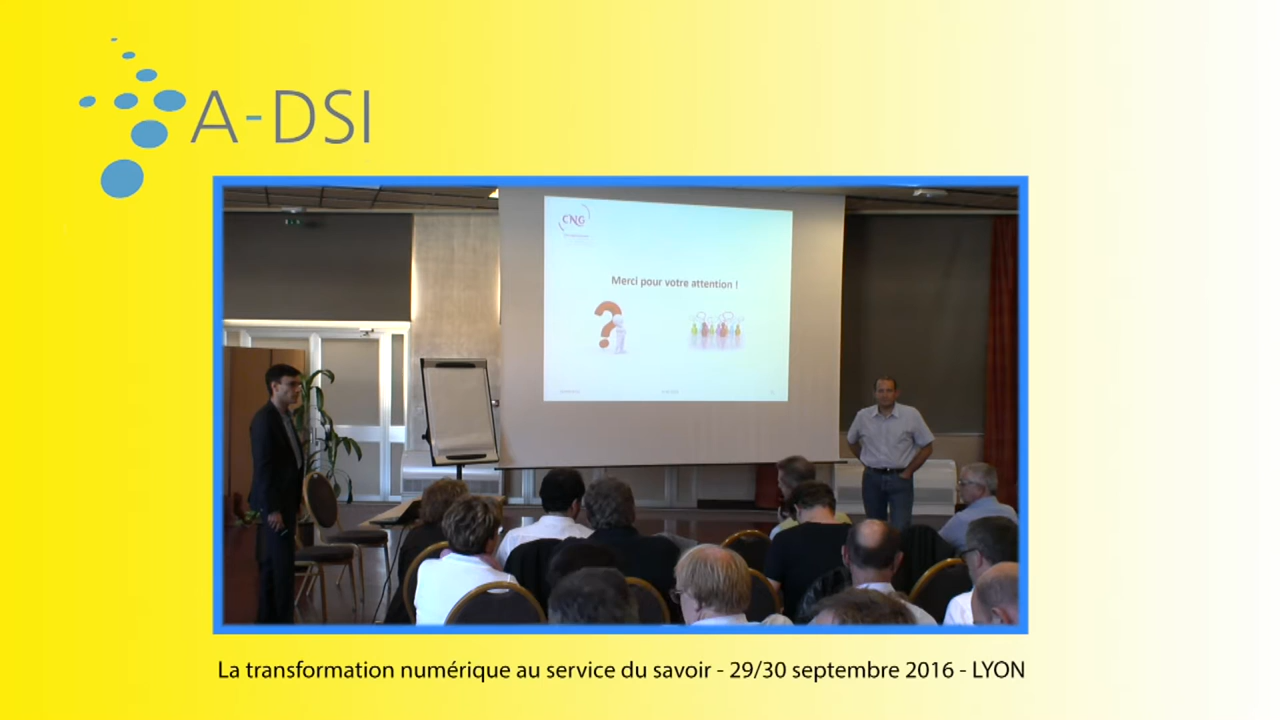 A-DSI
CNG
Merci pour votre attention !
La transformation numérique au service du savoir - 29/30 septembre 2016 - LYON